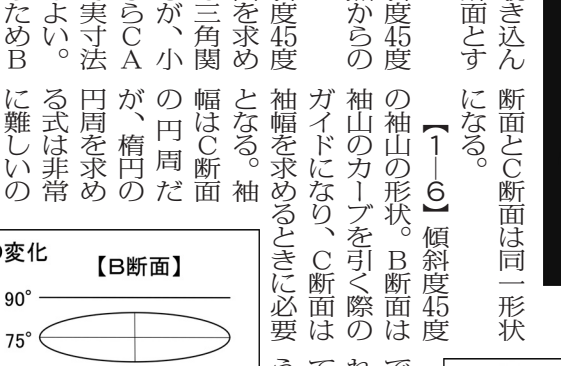 き込ん
面とす
度45度
からの
度45度
を求め
三角関
が、小
らCA
実寸法
よい。
ためB
断面とC断面は同一形状
になる。
【1―6】傾斜度45度
の袖山の形状。B断面は
袖山のカーブを引く際の
ガイドになり、C断面は
袖幅を求めるときに必要
となる。袖
幅はC断面
の円周だ
が、楕円の
円周を求め
る式は非常
に難しいの
で
れ
て
変化
【B断面】
90°
75°